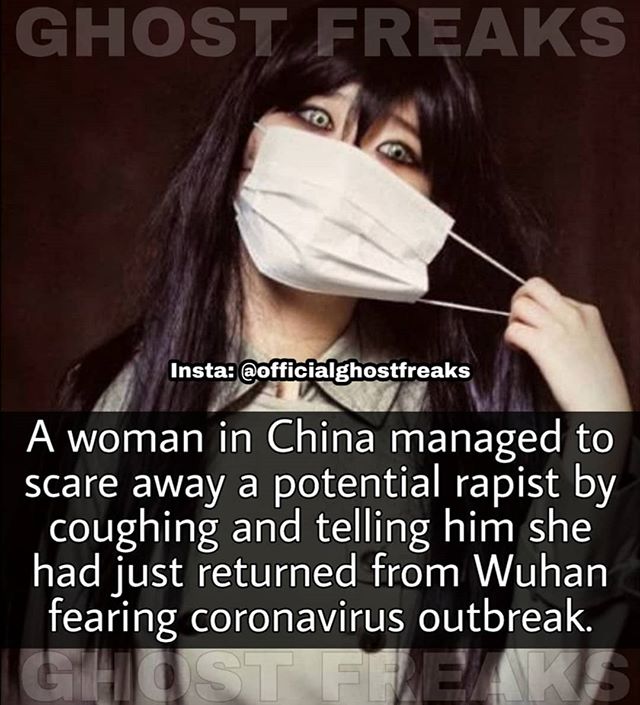 GHOST FREAKS
Insta: @officialghostfreaks
A woman in China managed to
scare away a potential rapist by
coughing and telling him she
had just returned from Wuhan
fearing coronavirus outbreak.
GHOST FREAKS